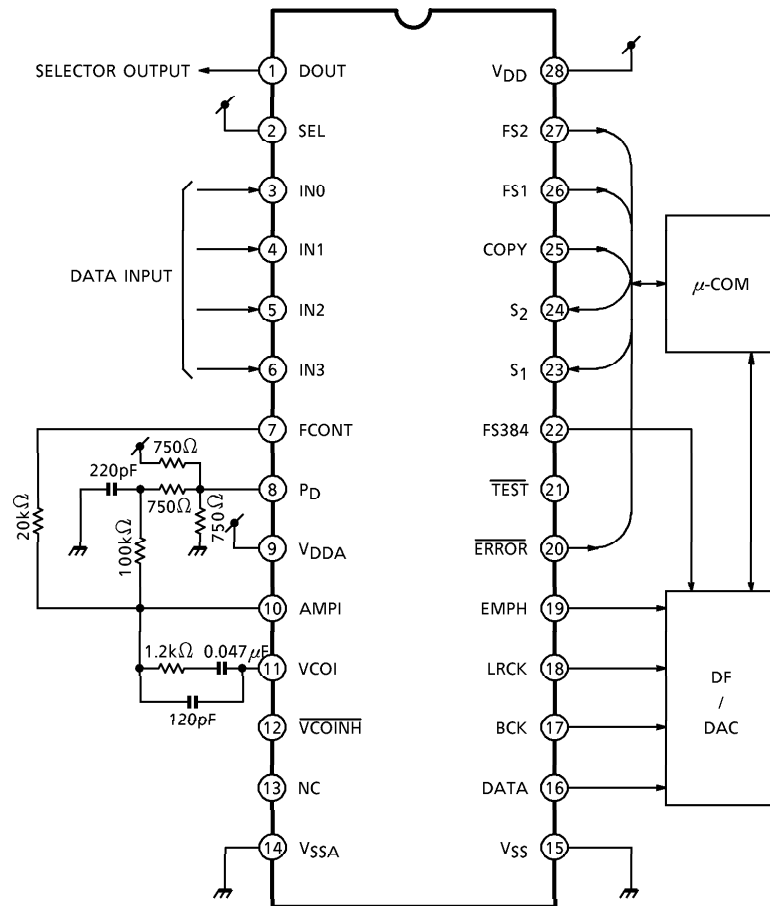 SELECTOR OUTPUT
1 DOUT
2 SEL
3 IN0
DATA INPUT
4 IN1
5 IN2
6 IN3
7 FCONT
750Ω
220pF
750Ω
750Ω
8 PD
20kΩ
100kΩ
9 VDDA
10 AMPI
1.2kΩ
0.047μF
11 VCOI
120pF
12 VCOINH
13 NC
14 VSSA
VDD 28
FS2 27
FS1 26
COPY 25
S2 24
S1 23
FS384 22
TEST 21
ERROR 20
EMPH 19
LRCK 18
BCK 17
DATA 16
VSS 15
μ-COM
DF
/
DAC